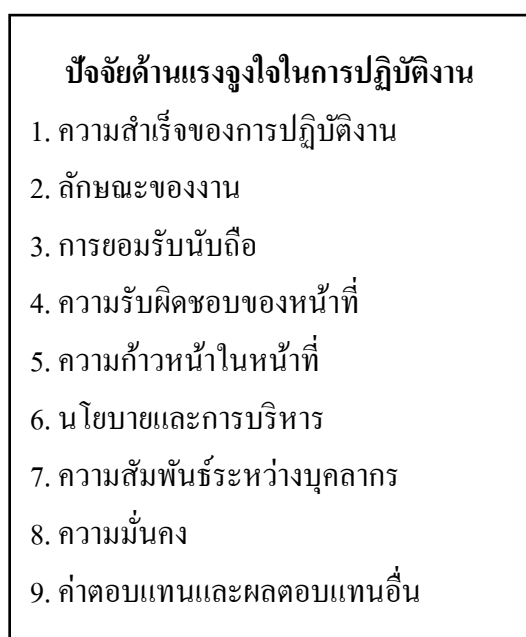 ปัจจัยด้านแรงจูงใจในการปฏิบัติงาน
1. ความสำเร็จของการปฏิบัติงาน
2. ลักษณะของงาน
3. การยอมรับนับถือ
4. ความรับผิดชอบของหน้าที่
5. ความก้าวหน้าในหน้าที่
6. นโยบายและการบริหาร
7. ความสัมพันธ์ระหว่างบุคลากร
8. ความมั่นคง
9. ค่าตอบแทนและผลตอบแทนอื่น